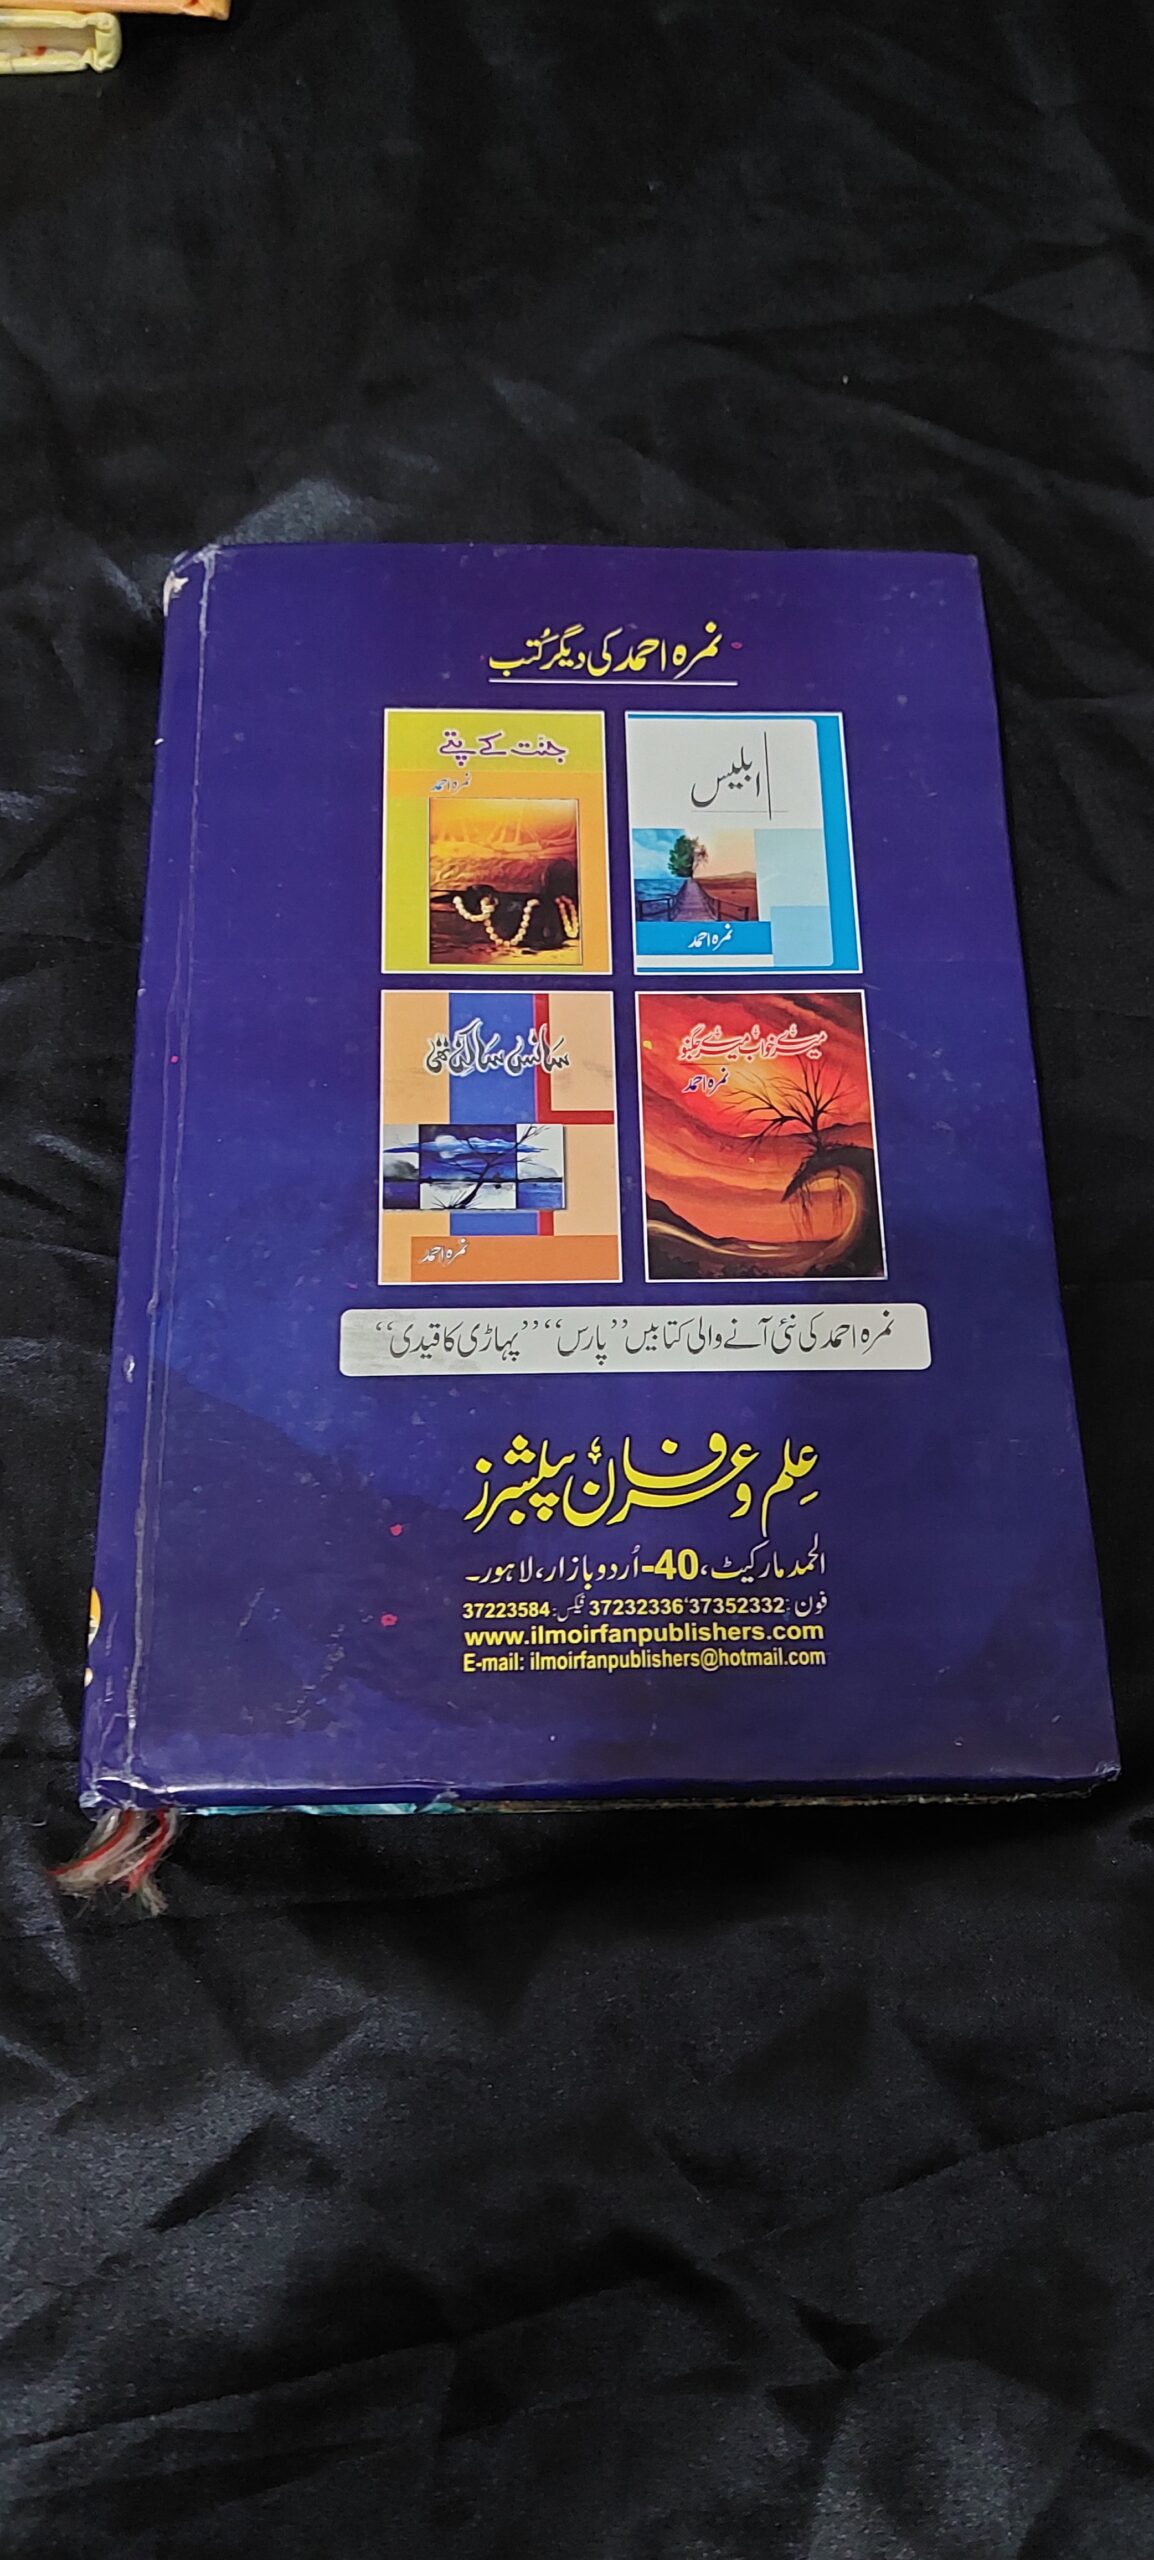 نمرہ احمد کی دیگر کُتب
ابلیس
نمرہ احمد
جنت کے پتے
نمرہ احمد
میرے خواب میرے جگنو
نمرہ احمد
سانس ساکن تھی
نمرہ احمد
نمرہ احمد کی نئی آنے والی کتابیں ”پارس“ ”پہاڑی کا قیدی“
عِلم و عرفان پبلشرز
الحمد مارکیٹ، 40-اُردو بازار، لاہور۔
فون: 37352332'37232336 فیکس: 37223584
www.ilmoirfanpublishers.com
E-mail: ilmoirfanpublishers@hotmail.com